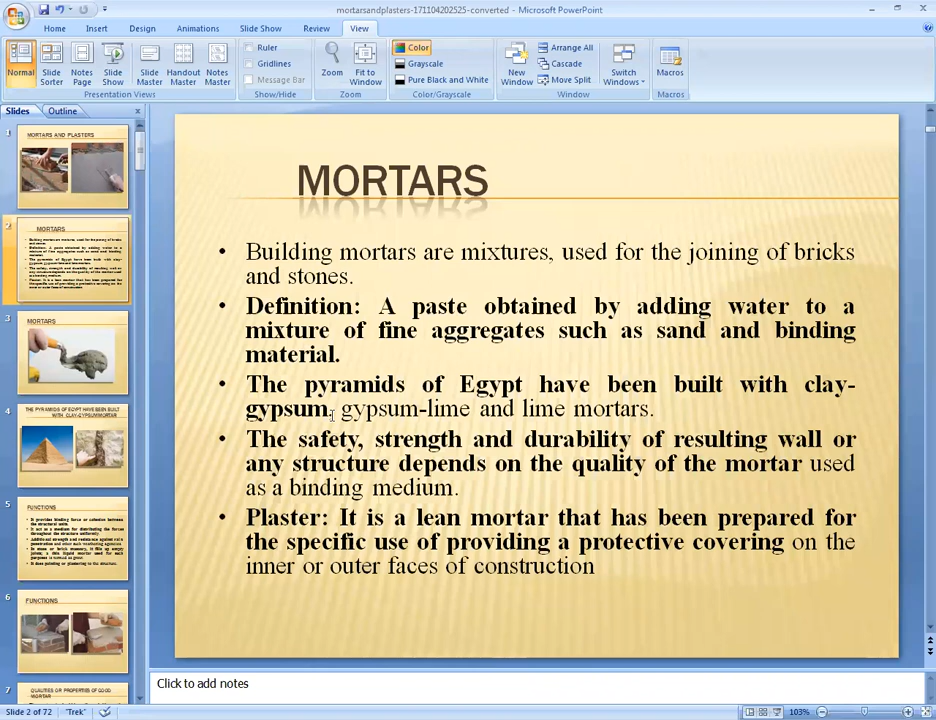 mortarsandplasters-171104202525-converted - Microsoft PowerPoint
Home Insert Design Animations Slide Show Review View
Normal
Slide Sorter
Notes Page
Slide Show
Slide Master
Handout Master
Notes Master
Presentation Views
Ruler
Gridlines
Message Bar
Show/Hide
Zoom
Fit to Window
Zoom
Color
Grayscale
Pure Black and White
Color/Grayscale
New Window
Arrange All
Cascade
Move Split
Switch Windows
Window
Macros
Macros
Slides Outline
1
MORTARS AND PLASTERS
2
MORTARS
3
MORTARS
4
THE PYRAMIDS OF EGYPT HAVE BEEN BUILT
WITH CLAY-GYPSUM MORTAR
5
FUNCTIONS
6
FUNCTIONS
7
QUALITIES OR PROPERTIES OF GOOD
MORTAR
MORTARS
• Building mortars are mixtures, used for the joining of bricks
and stones.
• Definition: A paste obtained by adding water to a
mixture of fine aggregates such as sand and binding
material.
• The pyramids of Egypt have been built with clay-
gypsum, gypsum-lime and lime mortars.
• The safety, strength and durability of resulting wall or
any structure depends on the quality of the mortar used
as a binding medium.
• Plaster: It is a lean mortar that has been prepared for
the specific use of providing a protective covering on the
inner or outer faces of construction
Click to add notes
Slide 2 of 72 "Trek" 103%